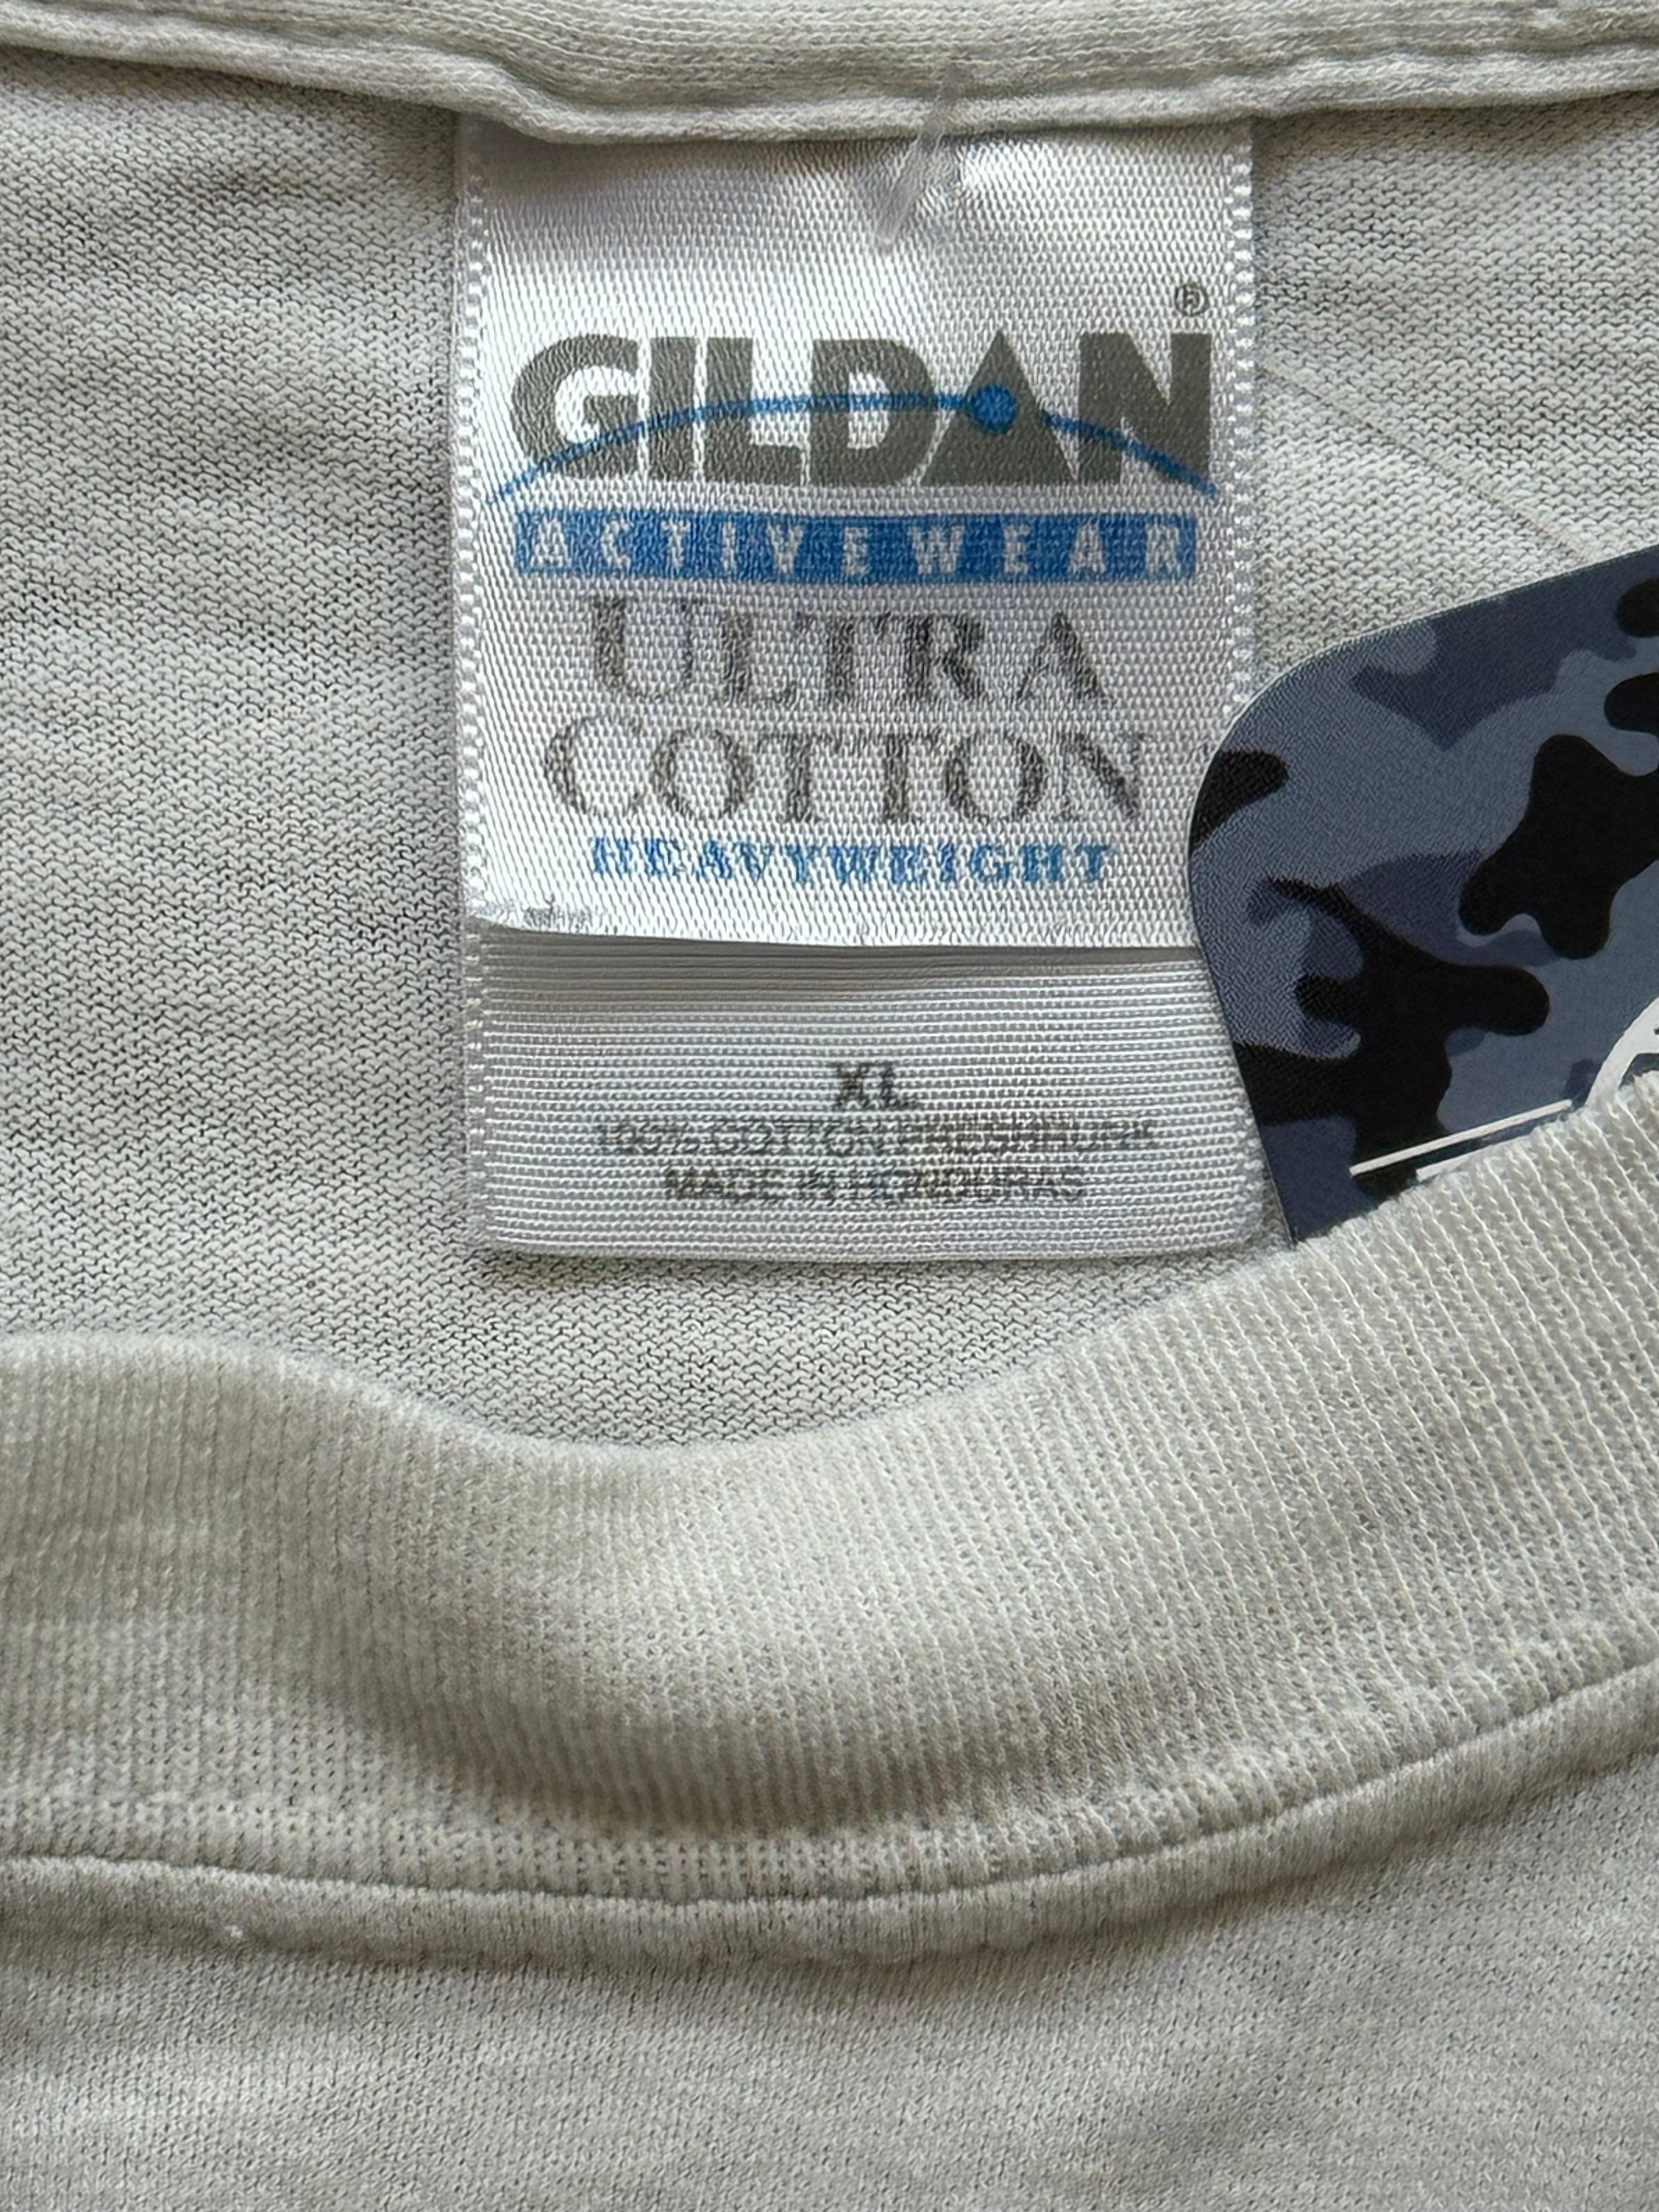 GILDAN®
ACTIVEWEAR
ULTRA
COTTON
HEAVYWEIGHT
XL
100% COTTON PRESHRUNK
MADE IN HONDURAS